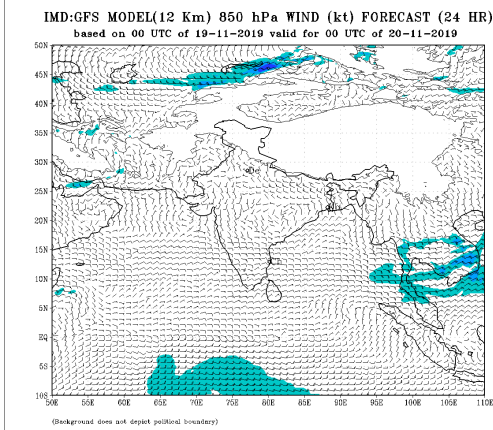 IMD:GFS MODEL(12 Km) 850 hPa WIND (kt) FORECAST (24 HR)
based on 00 UTC of 19-11-2019 valid for 00 UTC of 20-11-2019
50N
45N
40N
35N
30N
25N
20N
15N
10N
5N
EQ
5S
10S
50E 55E 60E 65E 70E 75E 80E 85E 90E 95E 100E 105E 110E
(Background does not depict political boundary)